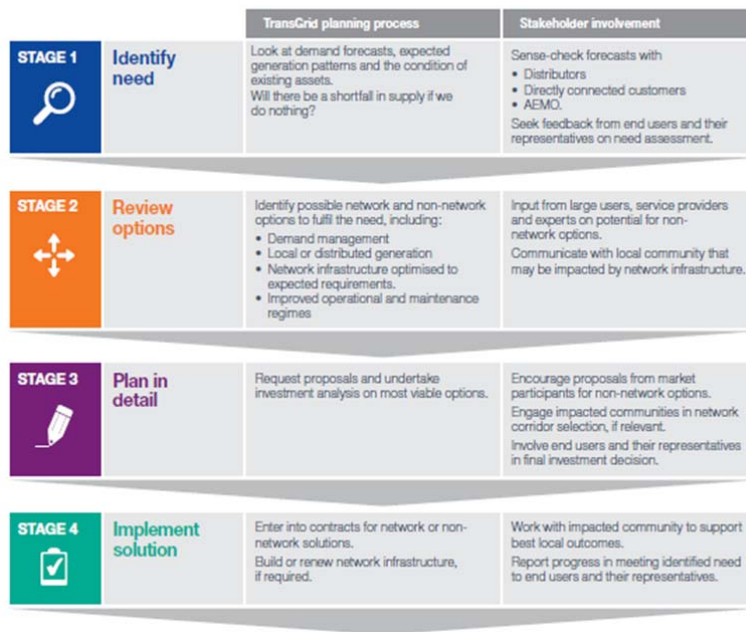 TransGrid planning process
Stakeholder involvement
STAGE 1
Identify
need
Look at demand forecasts, expected
generation patterns and the condition of
existing assets.
Will there be a shortfall in supply if we
do nothing?
Sense-check forecasts with
• Distributors
• Directly connected customers
• AEMO.
Seek feedback from end users and their
representatives on need assessment.
STAGE 2
Review
options
Identify possible network and non-network
options to fulfil the need, including:
• Demand management
• Local or distributed generation
• Network infrastructure optimised to
expected requirements.
• Improved operational and maintenance
regimes
Input from large users, service providers
and experts on potential for non-
network options.
Communicate with local community that
may be impacted by network infrastructure.
STAGE 3
Plan in
detail
Request proposals and undertake
investment analysis on most viable options.
Encourage proposals from market
participants for non-network options.
Engage impacted communities in network
corridor selection, if relevant.
Involve end users and their representatives
in final investment decision.
STAGE 4
Implement
solution
Enter into contracts for network or non-
network solutions.
Build or renew network infrastructure,
if required.
Work with impacted community to support
best local outcomes.
Report progress in meeting identified need
to end users and their representatives.